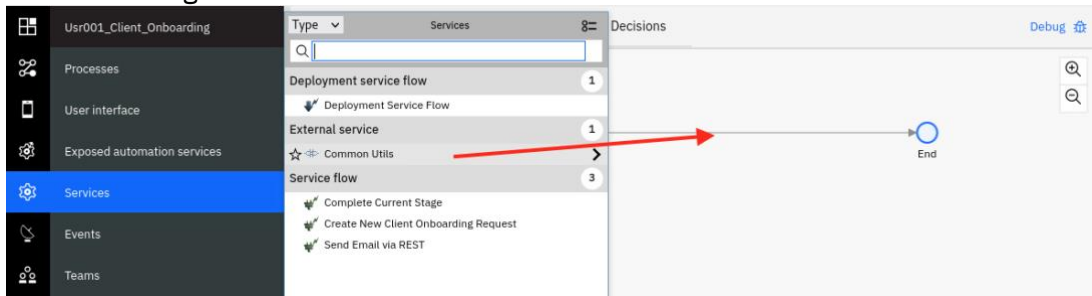 Usr001_Client_Onboarding
Processes
User interface
Exposed automation services
Services
Events
Teams
Type
Services
Deployment service flow 1
Deployment Service Flow
External service 1
Common Utils
Service flow 3
Complete Current Stage
Create New Client Onboarding Request
Send Email via REST
Decisions
Debug
End